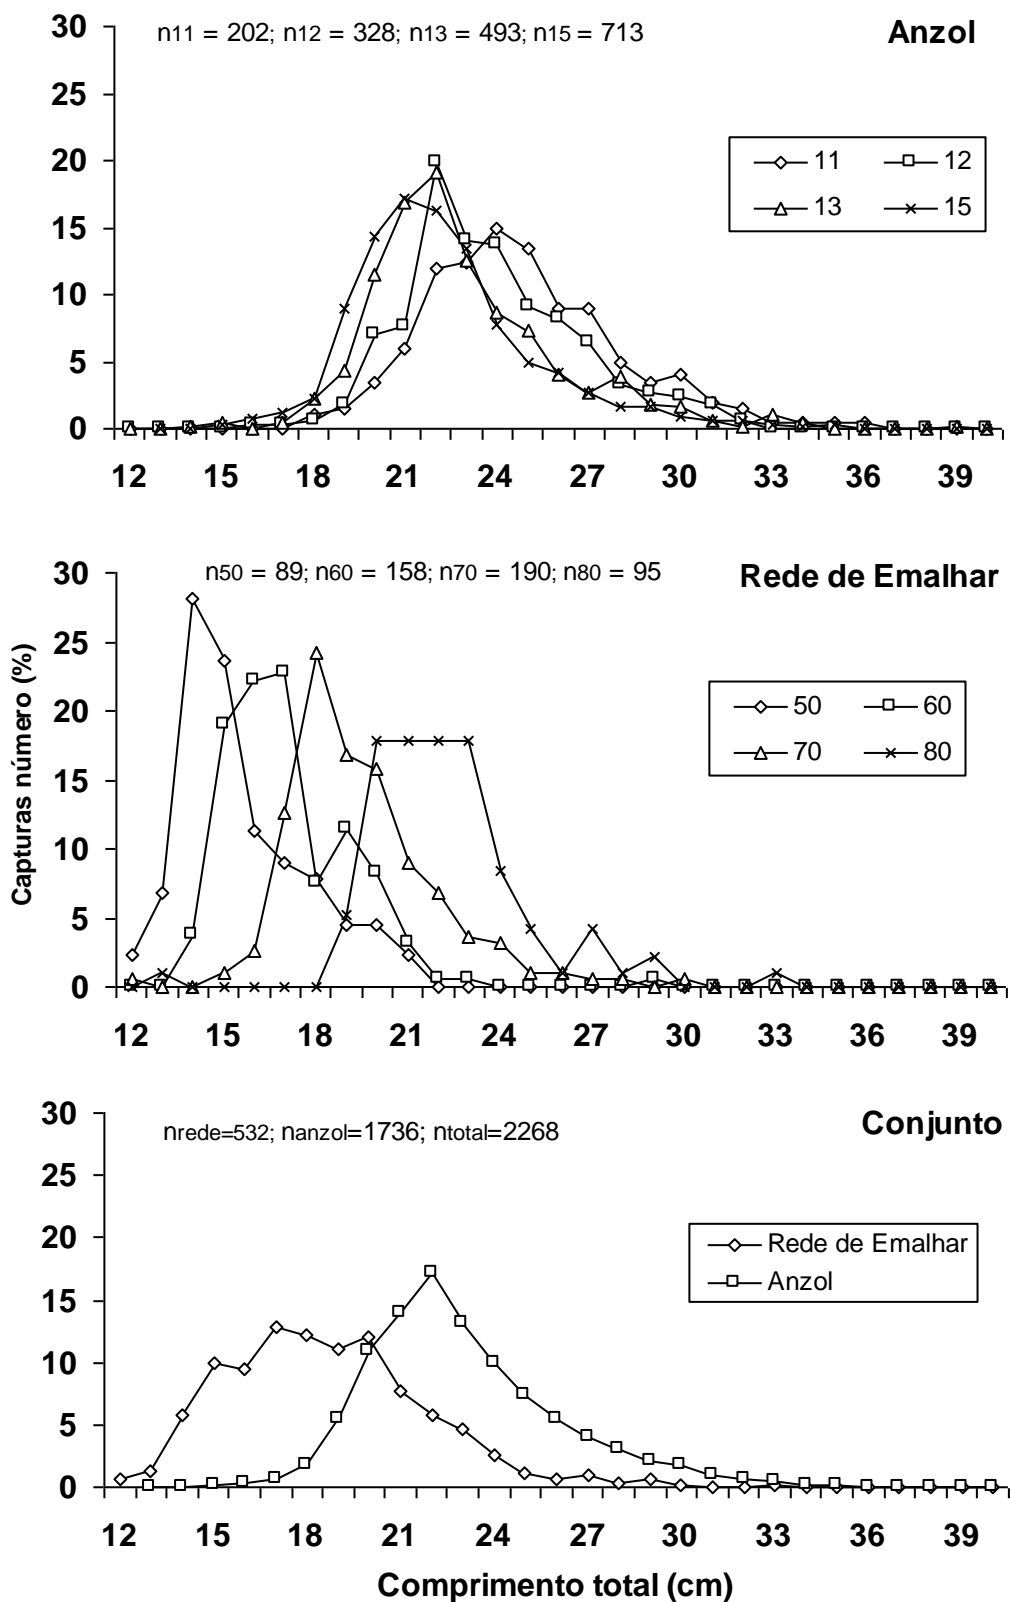 n11 = 202; n12 = 328; n13 = 493; n15 = 713
Anzol
30
25
20
15
10
5
0
11 12
13 15
12 15 18 21 24 27 30 33 36 39
n50 = 89; n60 = 158; n70 = 190; n80 = 95
Rede de Emalhar
Capturas número (%)
30
25
20
15
10
5
0
50 60
70 80
12 15 18 21 24 27 30 33 36 39
Conjunto
nrede=532; nanzol=1736; ntotal=2268
30
25
20
15
10
5
0
Rede de Emalhar
Anzol
12 15 18 21 24 27 30 33 36 39
Comprimento total (cm)